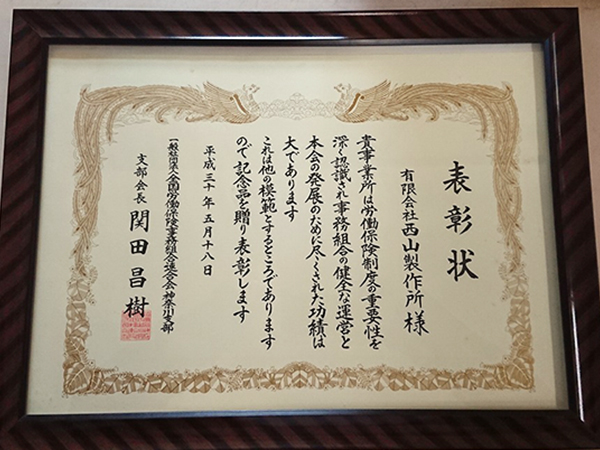 表彰状
有限会社西山製作所 様
貴事業所は労働保険制度の重要性を
深く認識され事務組合の健全な運営と
本会の発展のために尽くされた功績は
大であります
これは他の模範とするところであります
ので記念品を贈り表彰します
平成三十年五月十八日
一般社団法人全国労働保険事務組合連合会神奈川支部
支部会長 関田昌樹